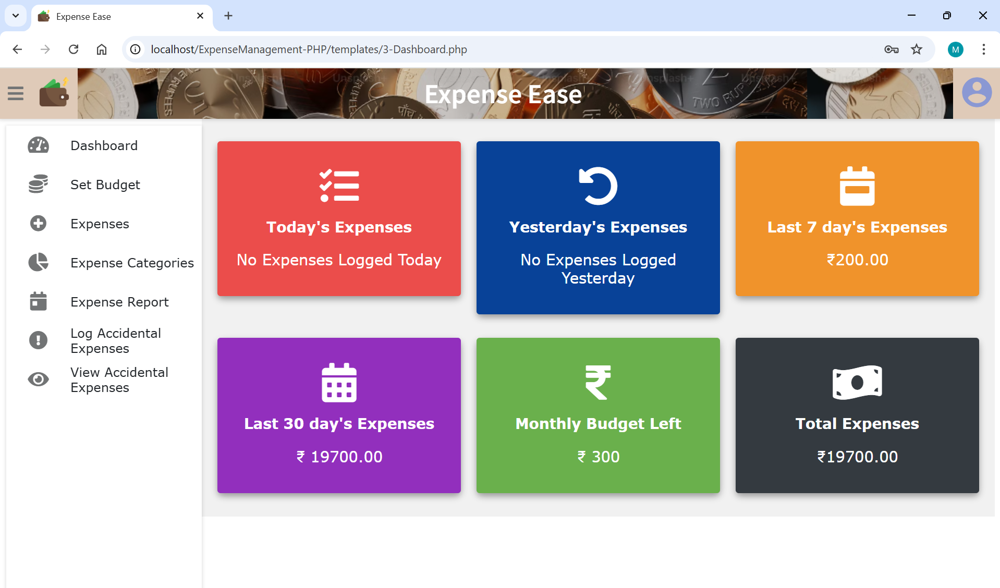 Expense Ease
localhost/ExpenseManagement-PHP/templates/3-Dashboard.php
M
Expense Ease
Unsplash+
TWO RUPEES
पाँच
Dashboard
Set Budget
Expenses
Expense Categories
Expense Report
Log Accidental
Expenses
View Accidental
Expenses
Today's Expenses
No Expenses Logged Today
Yesterday's Expenses
No Expenses Logged
Yesterday
Last 7 day's Expenses
₹200.00
Last 30 day's Expenses
₹ 19700.00
₹
Monthly Budget Left
₹ 300
Total Expenses
₹19700.00